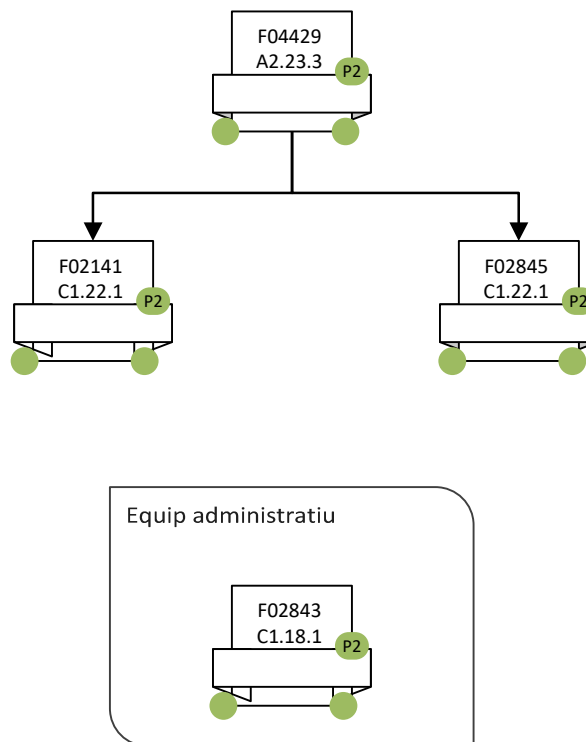 F04429
A2.23.3
P2
F02141
C1.22.1
P2
F02845
C1.22.1
P2
Equip administratiu
F02843
C1.18.1
P2